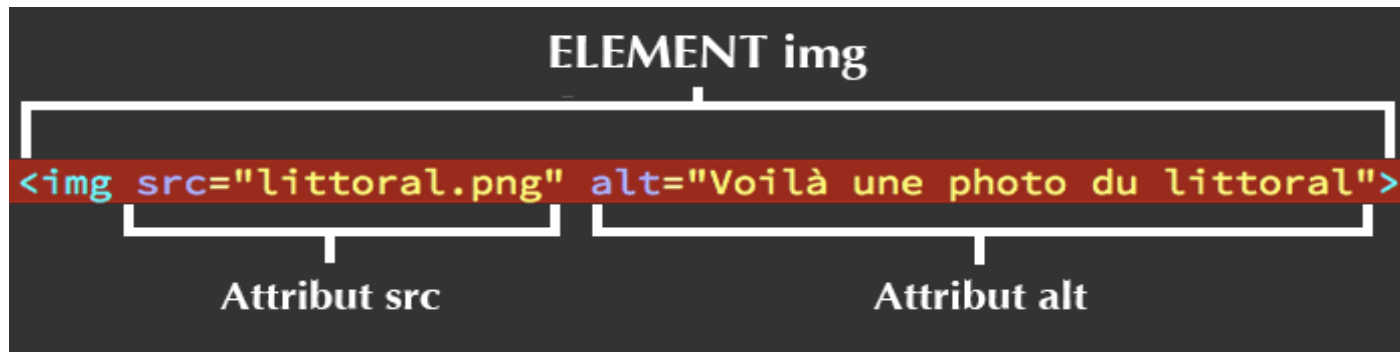 ELEMENT img
<img src="littoral.png" alt="Voilà une photo du littoral">
Attribut src
Attribut alt